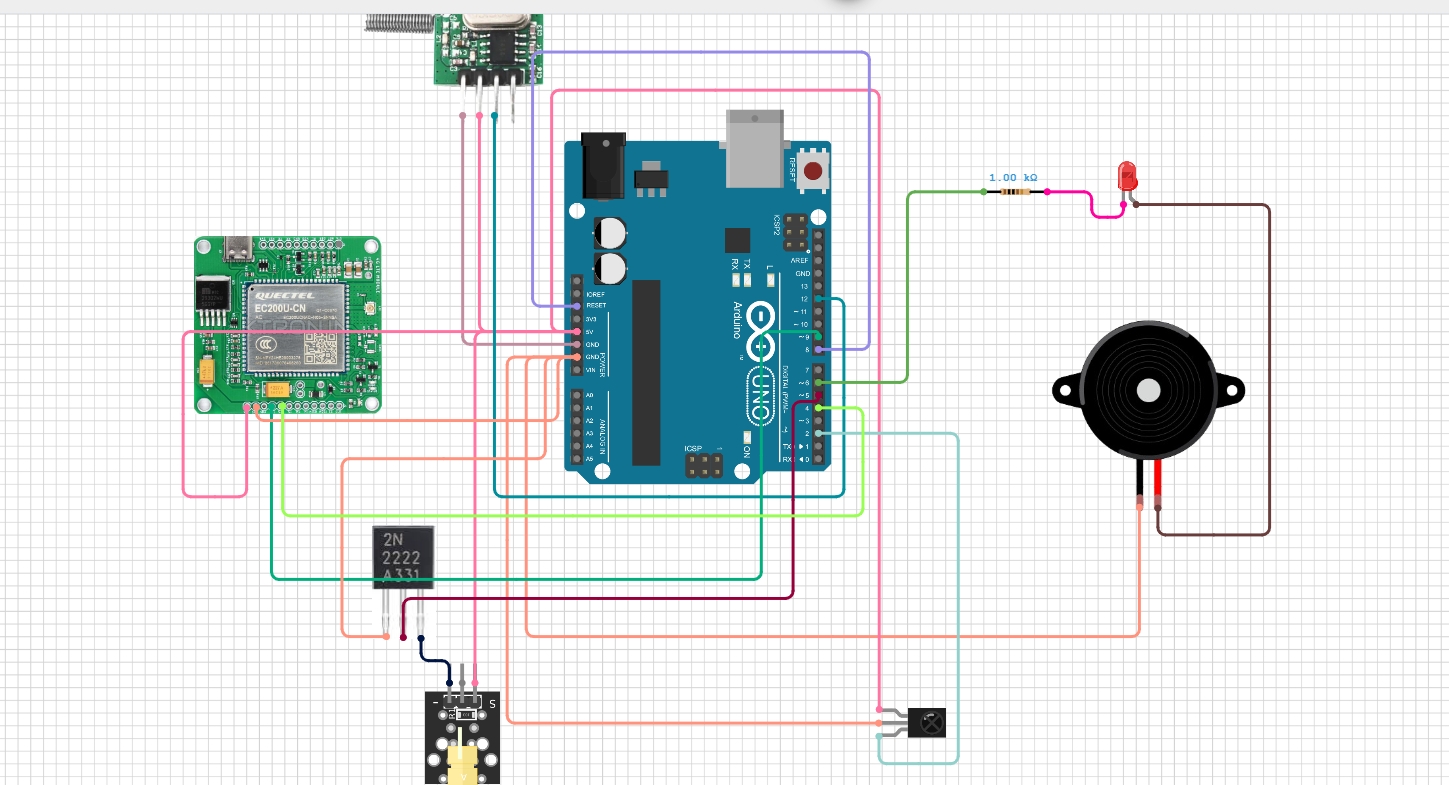 1.00 kΩ
RESET
ICSP2
AREF
GND
13
12
~ 11
~ 10
~ 9
8
7
~ 6
~ 5
4
~ 3
2
TX ▸ 1
RX ◂ 0
RX
TX
L
Arduino
UNO
ON
DIGITAL (PWM~)
ICSP
1
IOREF
RESET
3V3
5V
GND
GND
VIN
POWER
A0
A1
A2
A3
A4
A5
ANALOG IN
QUECTEL
EC200U-CN
2N
2222
A331
−
S
R1